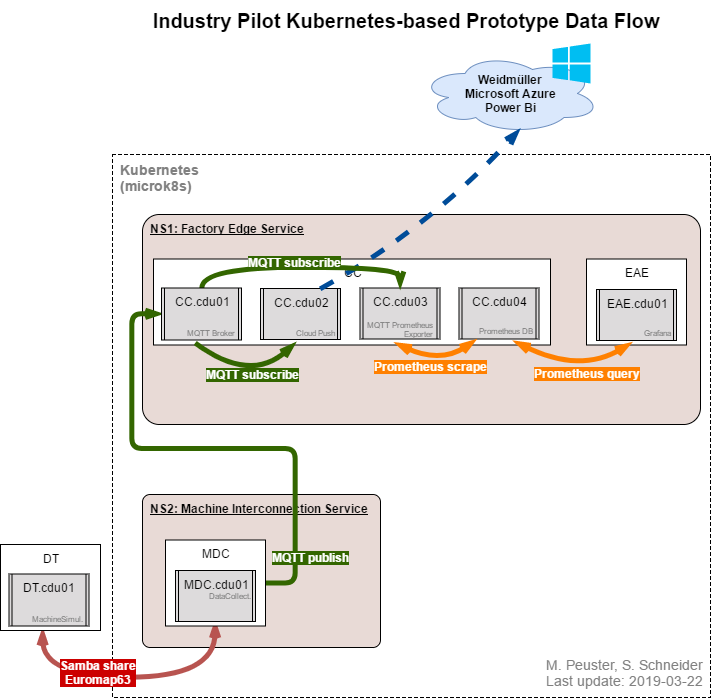 Industry Pilot Kubernetes-based Prototype Data Flow
Weidmüller
Microsoft Azure
Power Bi
Kubernetes
(microk8s)
NS1: Factory Edge Service
MQTT subscribe
CC
EAE
CC.cdu01
MQTT Broker
CC.cdu02
Cloud Push
CC.cdu03
MQTT Prometheus
Exporter
CC.cdu04
Prometheus DB
EAE.cdu01
Grafana
MQTT subscribe
Prometheus scrape
Prometheus query
NS2: Machine Interconnection Service
MDC
MQTT publish
MDC.cdu01
DataCollect.
DT
DT.cdu01
MachineSimul.
Samba share
Euromap63
M. Peuster, S. Schneider
Last update: 2019-03-22